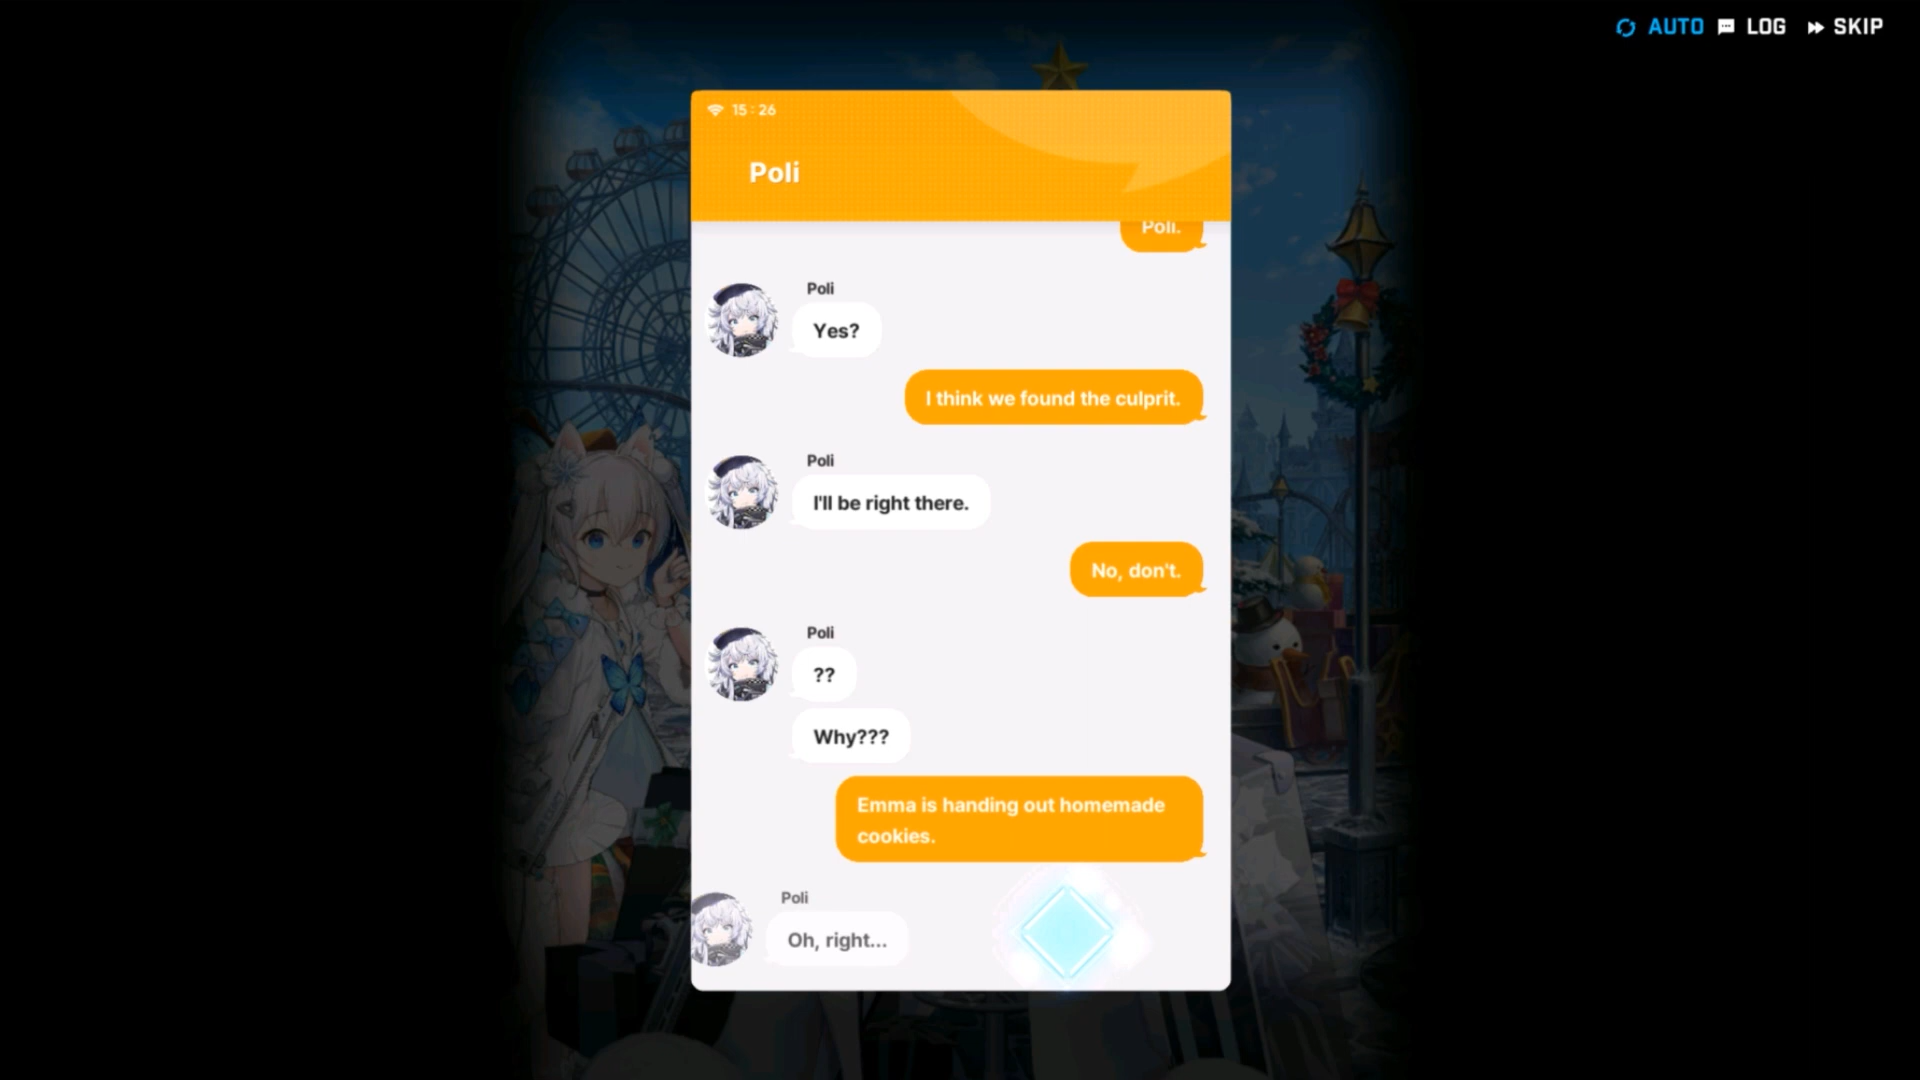 AUTO LOG SKIP
15:26
Poli
Poli.
Poli
Yes?
I think we found the culprit.
Poli
I'll be right there.
No, don't.
Poli
??
Why???
Emma is handing out homemade
cookies.
Poli
Oh, right...